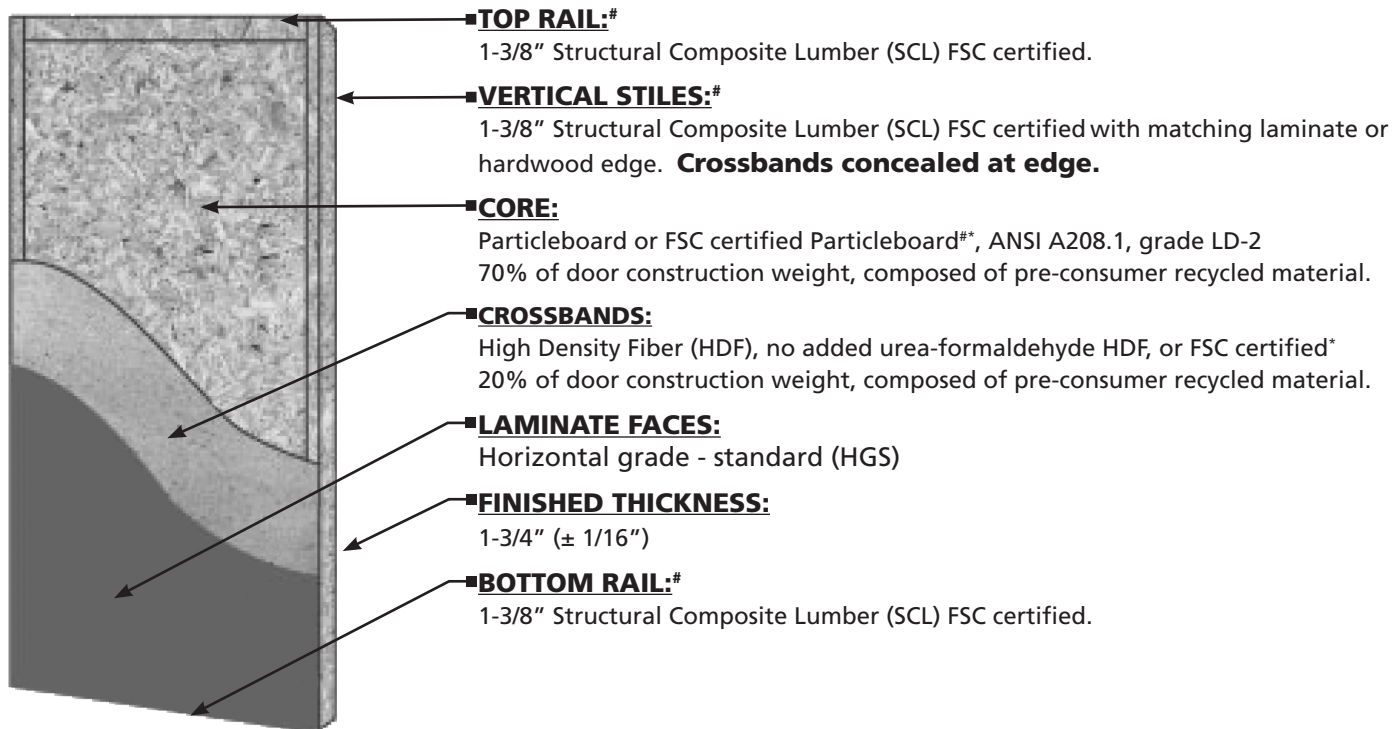 TOP RAIL:#
1-3/8” Structural Composite Lumber (SCL) FSC certified.
VERTICAL STILES:#
1-3/8” Structural Composite Lumber (SCL) FSC certified with matching laminate or
hardwood edge. Crossbands concealed at edge.
CORE:
Particleboard or FSC certified Particleboard#*, ANSI A208.1, grade LD-2
70% of door construction weight, composed of pre-consumer recycled material.
CROSSBANDS:
High Density Fiber (HDF), no added urea-formaldehyde HDF, or FSC certified*
20% of door construction weight, composed of pre-consumer recycled material.
LAMINATE FACES:
Horizontal grade - standard (HGS)
FINISHED THICKNESS:
1-3/4” (± 1/16”)
BOTTOM RAIL:#
1-3/8” Structural Composite Lumber (SCL) FSC certified.